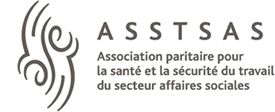 ASSTSAS
Association paritaire pour
la santé et la sécurité du travail
du secteur affaires sociales